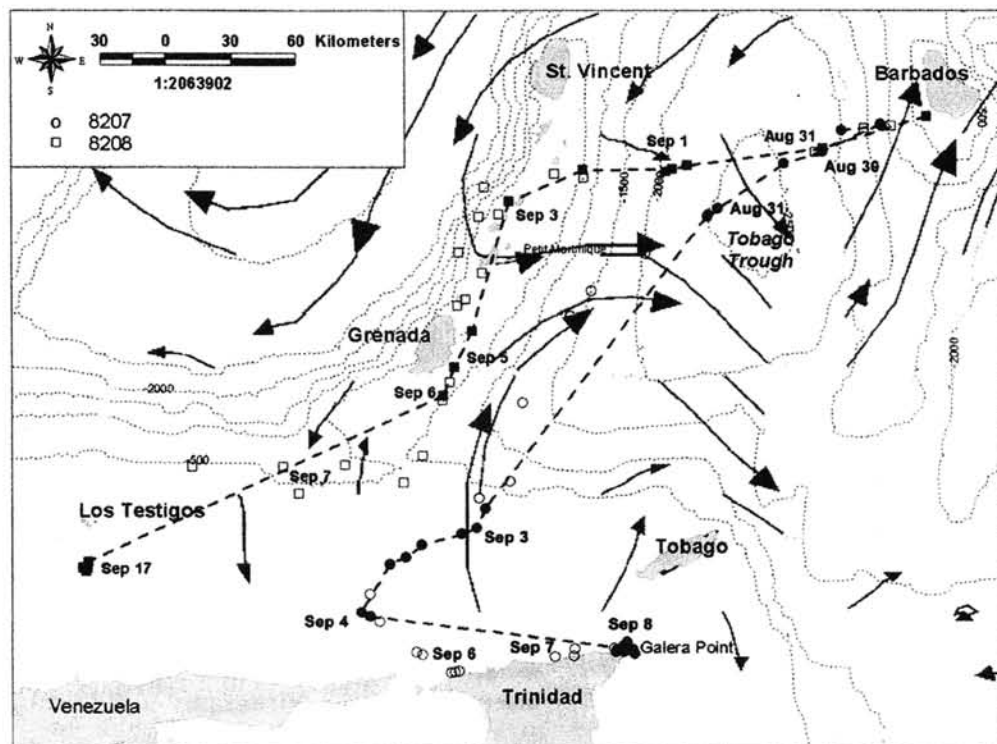 N
W E
S
30 0 30 60 Kilometers
1:2063902
8207
8208
St. Vincent
Barbados
500
Sep 1
Aug 31
Aug 30
-1500
-2000
Sep 3
Aug 31
Petit Martinique
Tobago
Trough
Grenada
Sep 5
-2000
Sep 6
2000
-500
Sep 7
Los Testigos
Sep 3
Tobago
Sep 17
Sep 4
Sep 8
Sep 6
Sep 7
Galera Point
Trinidad
Venezuela